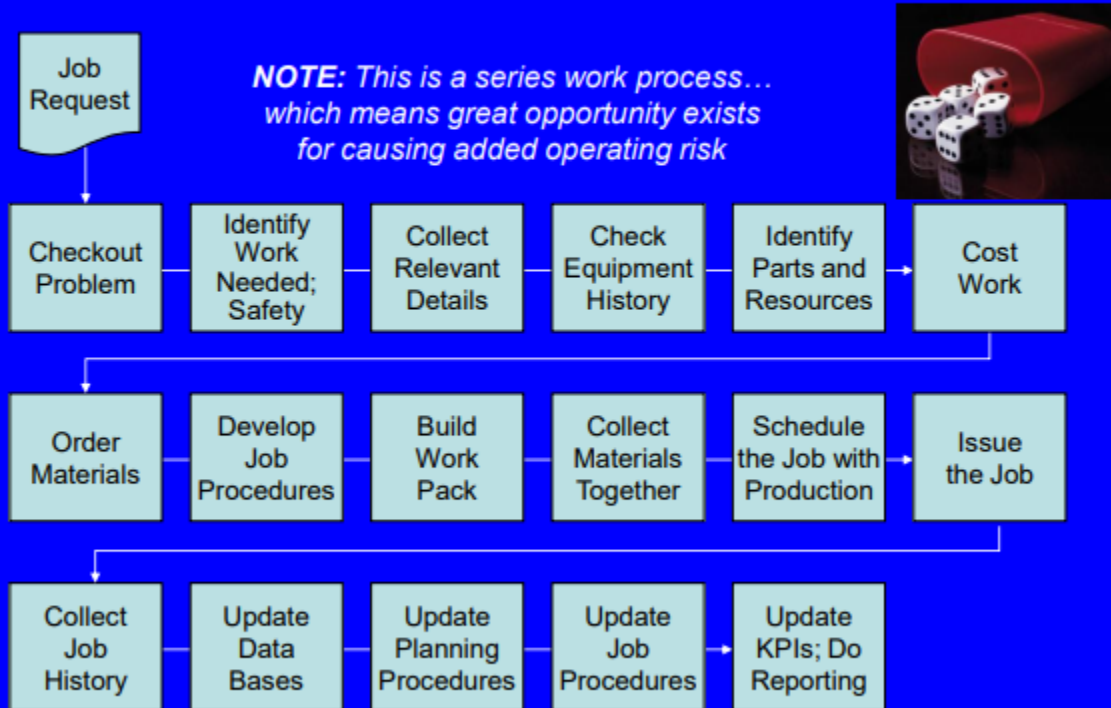 Job
Request
NOTE: This is a series work process…
which means great opportunity exists
for causing added operating risk
Checkout
Problem
Identify
Work
Needed;
Safety
Collect
Relevant
Details
Check
Equipment
History
Identify
Parts and
Resources
Cost
Work
Order
Materials
Develop
Job
Procedures
Build
Work
Pack
Collect
Materials
Together
Schedule
the Job with
Production
Issue
the Job
Collect
Job
History
Update
Data
Bases
Update
Planning
Procedures
Update
Job
Procedures
Update
KPIs; Do
Reporting